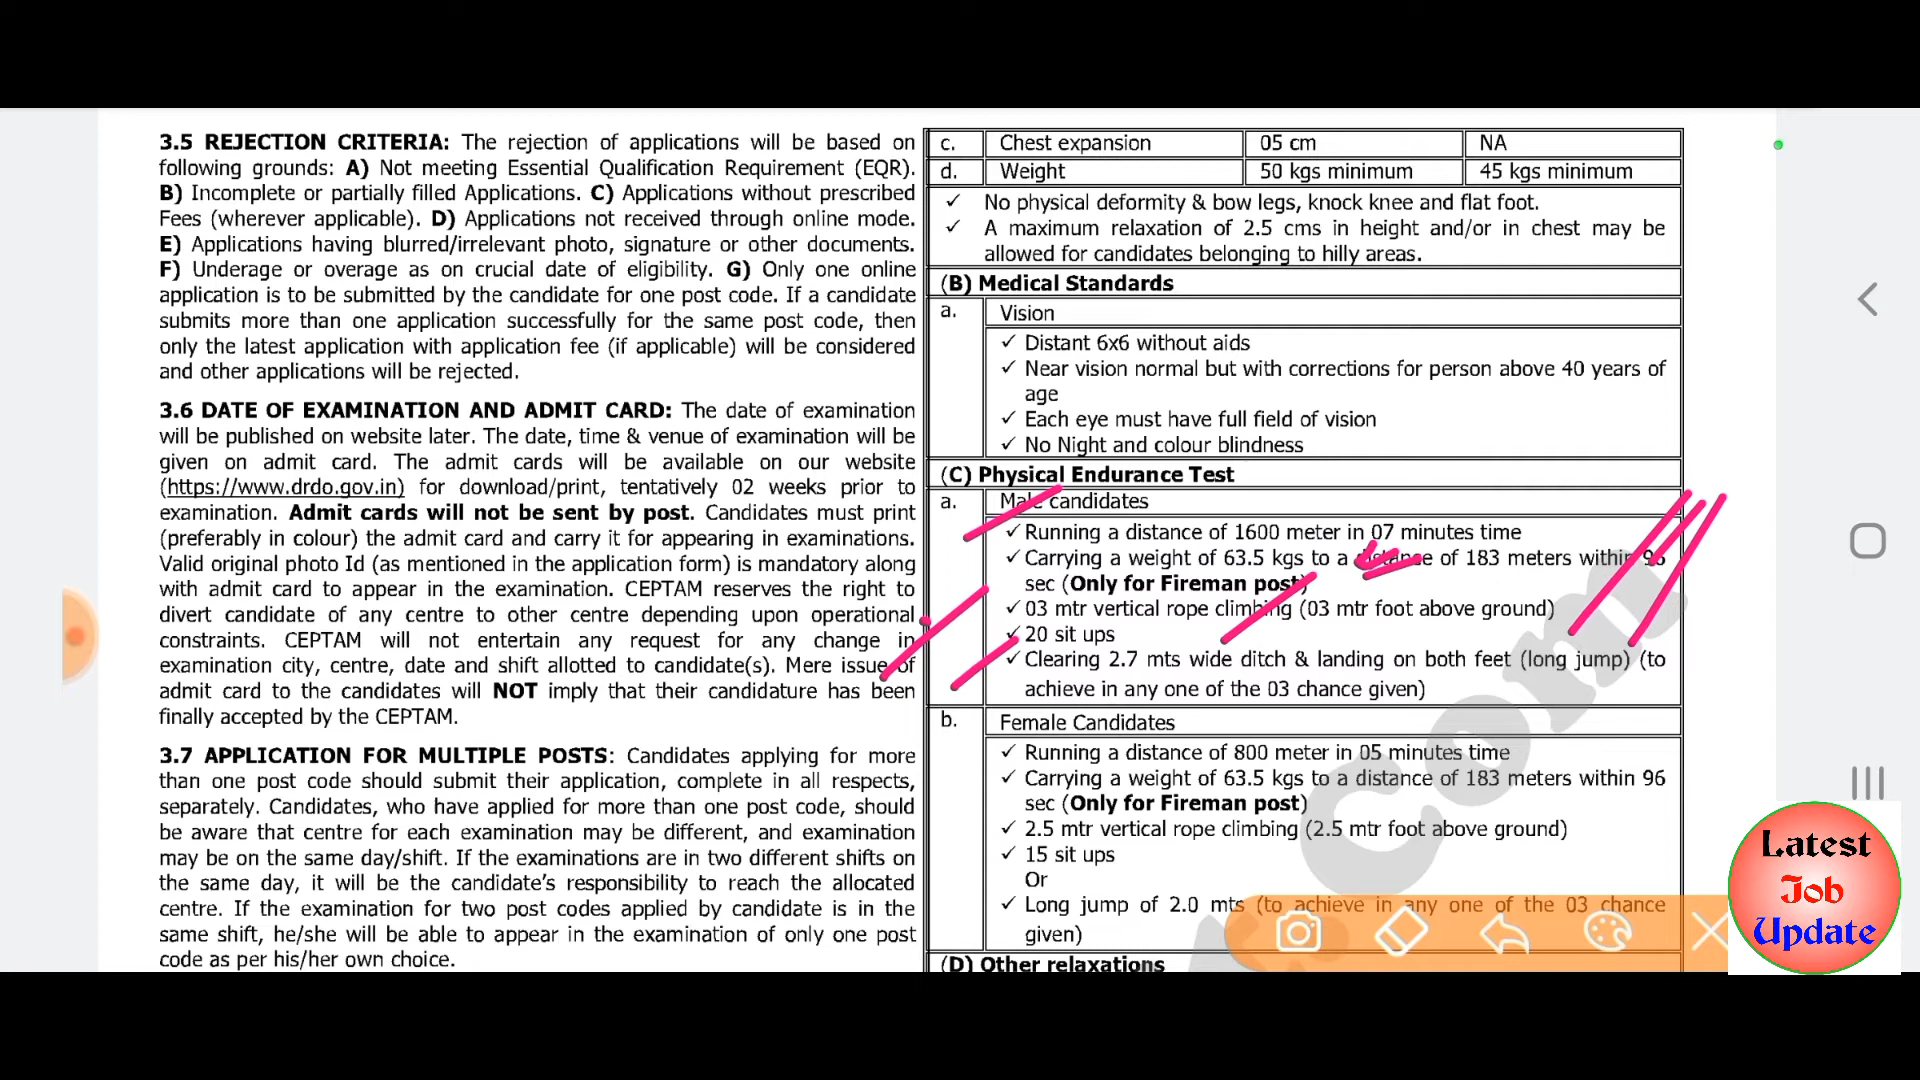 3.5 REJECTION CRITERIA: The rejection of applications will be based on
following grounds: A) Not meeting Essential Qualification Requirement (EQR).
B) Incomplete or partially filled Applications. C) Applications without prescribed
Fees (wherever applicable). D) Applications not received through online mode.
E) Applications having blurred/irrelevant photo, signature or other documents.
F) Underage or overage as on crucial date of eligibility. G) Only one online
application is to be submitted by the candidate for one post code. If a candidate
submits more than one application successfully for the same post code, then
only the latest application with application fee (if applicable) will be considered
and other applications will be rejected.
3.6 DATE OF EXAMINATION AND ADMIT CARD: The date of examination
will be published on website later. The date, time & venue of examination will be
given on admit card. The admit cards will be available on our website
(https://www.drdo.gov.in) for download/print, tentatively 02 weeks prior to
examination. Admit cards will not be sent by post. Candidates must print
(preferably in colour) the admit card and carry it for appearing in examinations.
Valid original photo Id (as mentioned in the application form) is mandatory along
with admit card to appear in the examination. CEPTAM reserves the right to
divert candidate of any centre to other centre depending upon operational
constraints. CEPTAM will not entertain any request for any change in
examination city, centre, date and shift allotted to candidate(s). Mere issue of
admit card to the candidates will NOT imply that their candidature has been
finally accepted by the CEPTAM.
3.7 APPLICATION FOR MULTIPLE POSTS: Candidates applying for more
than one post code should submit their application, complete in all respects,
separately. Candidates, who have applied for more than one post code, should
be aware that centre for each examination may be different, and examination
may be on the same day/shift. If the examinations are in two different shifts on
the same day, it will be the candidate's responsibility to reach the allocated
centre. If the examination for two post codes applied by candidate is in the
same shift, he/she will be able to appear in the examination of only one post
code as per his/her own choice.
c. Chest expansion 05 cm NA
d. Weight 50 kgs minimum 45 kgs minimum
✓ No physical deformity & bow legs, knock knee and flat foot.
✓ A maximum relaxation of 2.5 cms in height and/or in chest may be
allowed for candidates belonging to hilly areas.
(B) Medical Standards
a. Vision
✓ Distant 6x6 without aids
✓ Near vision normal but with corrections for person above 40 years of
age
✓ Each eye must have full field of vision
✓ No Night and colour blindness
(C) Physical Endurance Test
a. Male candidates
✓ Running a distance of 1600 meter in 07 minutes time
✓ Carrying a weight of 63.5 kgs to a distance of 183 meters within 96
sec (Only for Fireman post)
✓ 03 mtr vertical rope climbing (03 mtr foot above ground)
✓ 20 sit ups
✓ Clearing 2.7 mts wide ditch & landing on both feet (long jump) (to
achieve in any one of the 03 chance given)
b. Female Candidates
✓ Running a distance of 800 meter in 05 minutes time
✓ Carrying a weight of 63.5 kgs to a distance of 183 meters within 96
sec (Only for Fireman post)
✓ 2.5 mtr vertical rope climbing (2.5 mtr foot above ground)
✓ 15 sit ups
Or
✓ Long jump of 2.0 mts (to achieve in any one of the 03 chance
given)
(D) Other relaxations
.Com
Latest
Job
Update